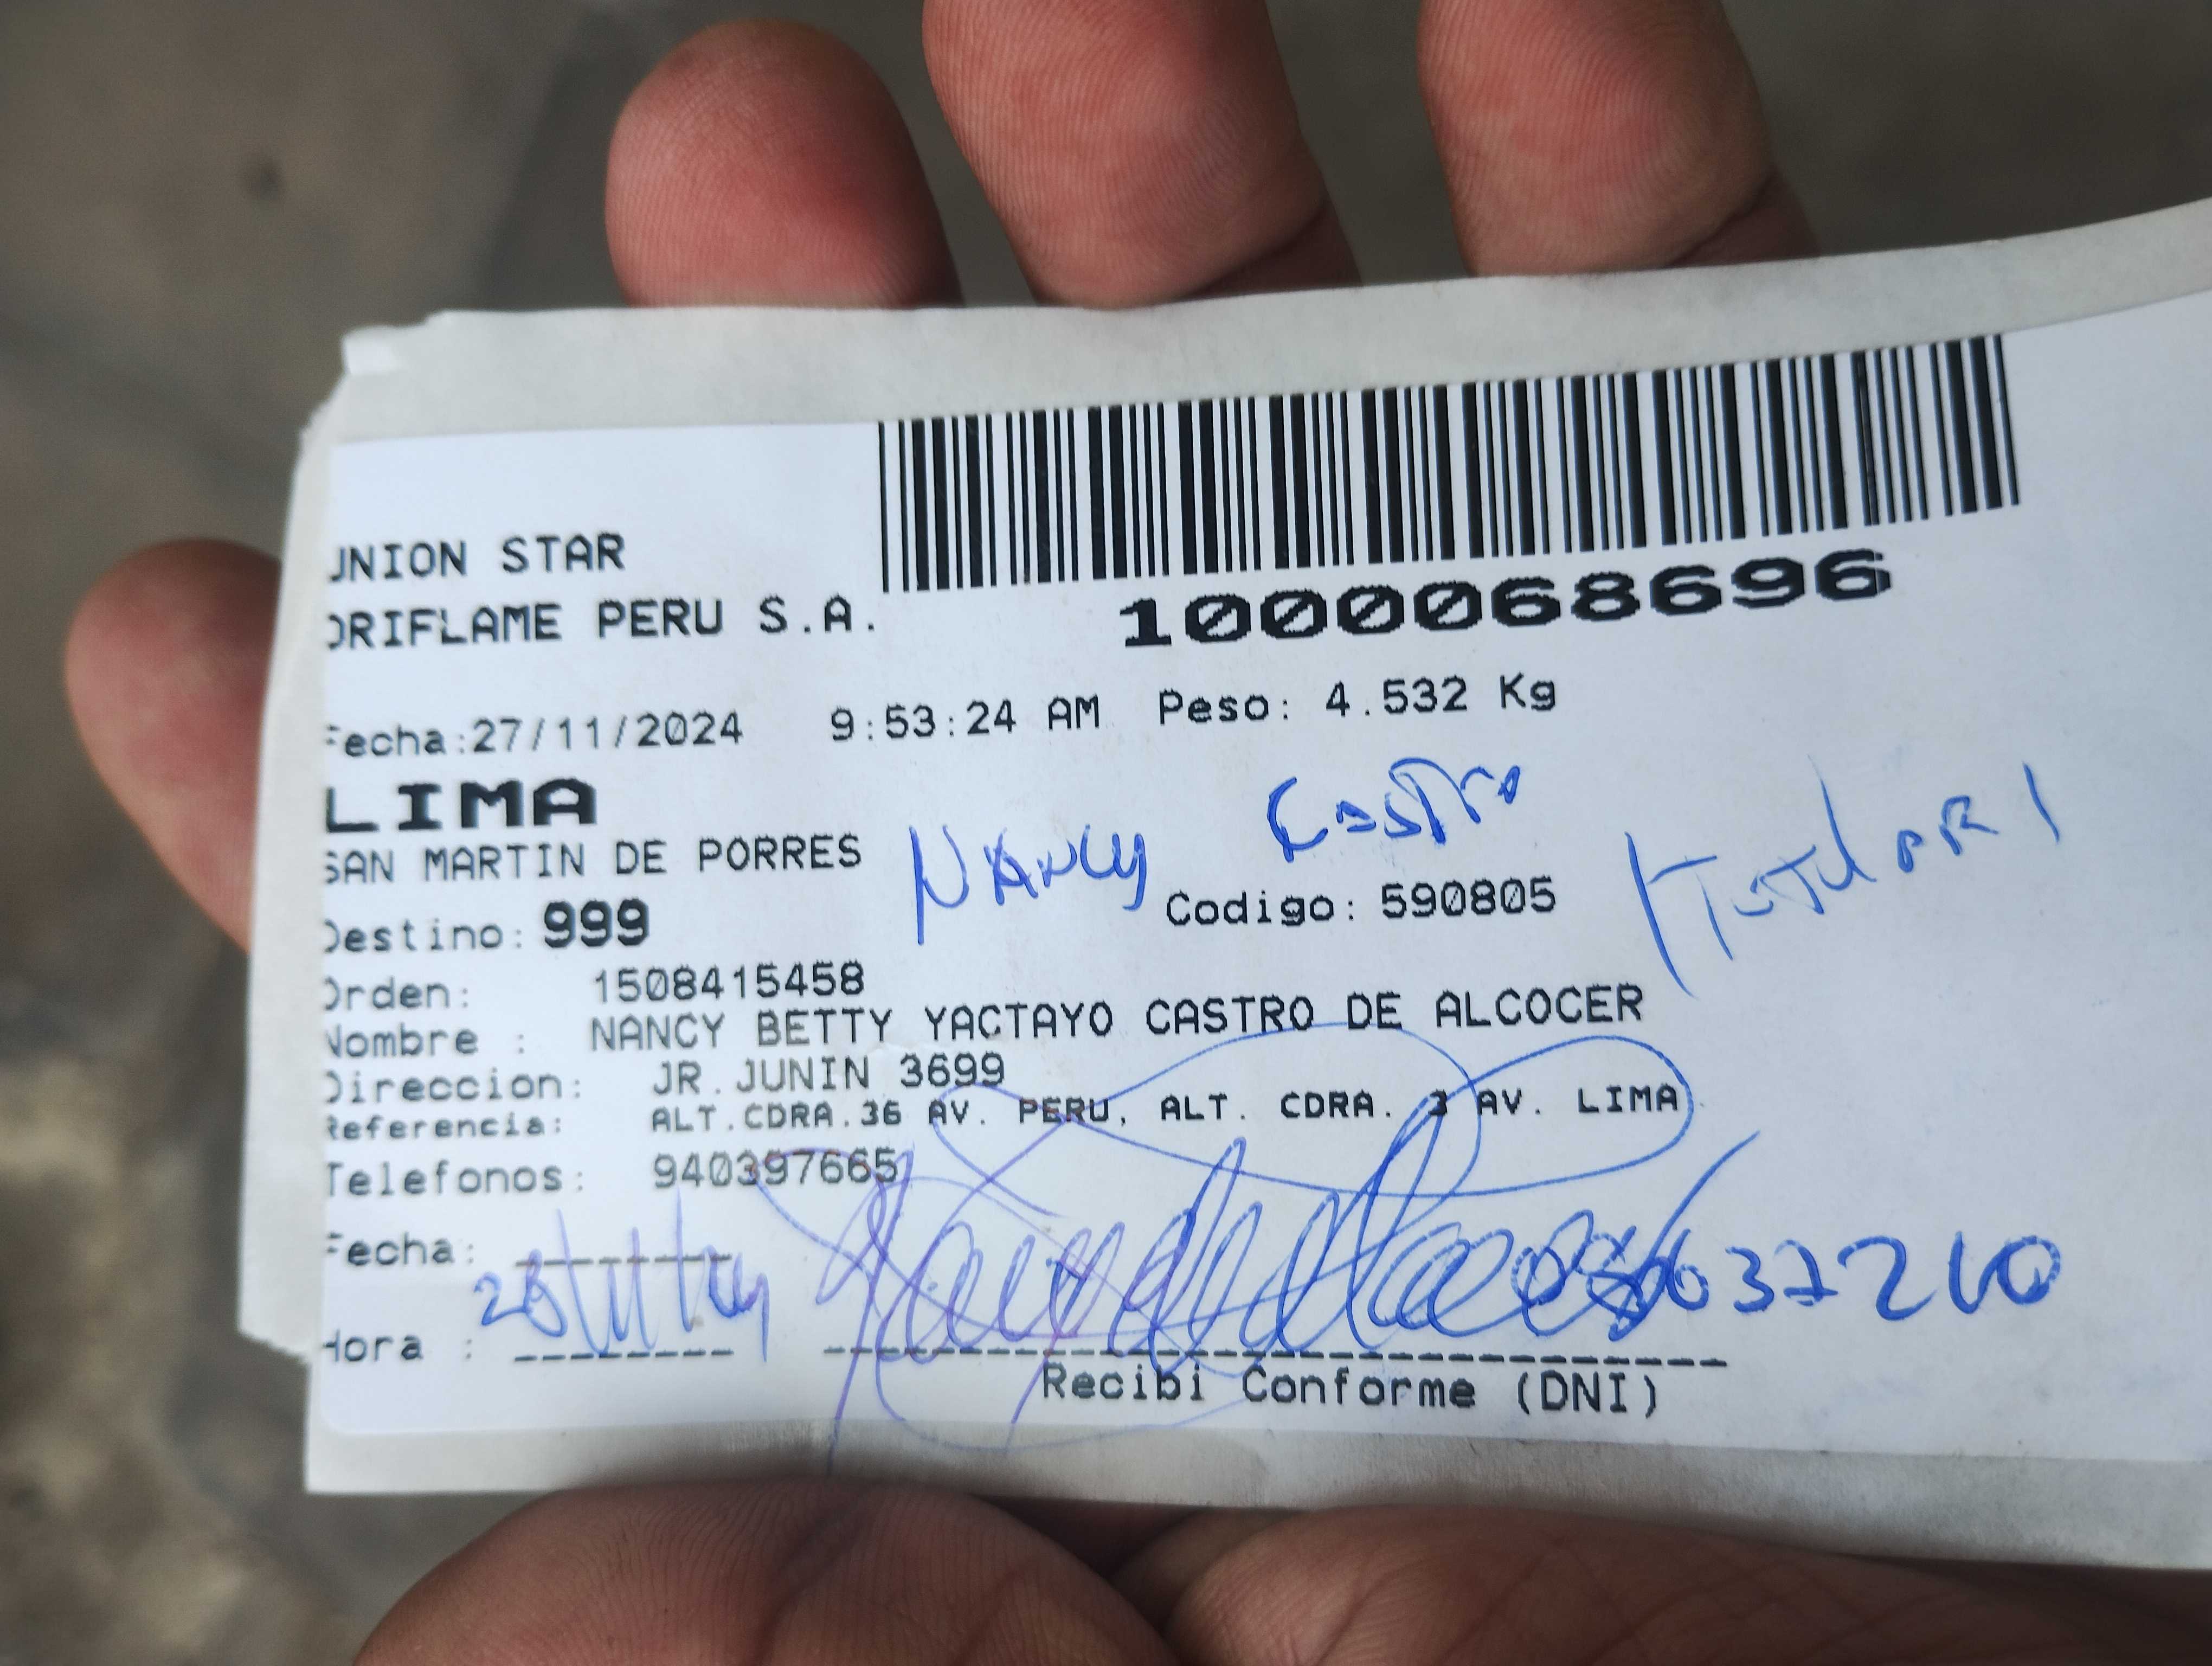 UNION STAR
ORIFLAME PERU S.A.
1000068696
Fecha:27/11/2024 9:53:24 AM Peso: 4.532 Kg
LIMA
SAN MARTIN DE PORRES
Nancy Castro
Destino: 999 Codigo: 590805
Orden: 1508415458
Nombre : NANCY BETTY YACTAYO CASTRO DE ALCOCER
Direccion: JR.JUNIN 3699
Referencia: ALT.CDRA.36 AV. PERU, ALT. CDRA. 3 AV. LIMA
Telefonos: 940397665
Fecha:
Hora :
Recibi Conforme (DNI)